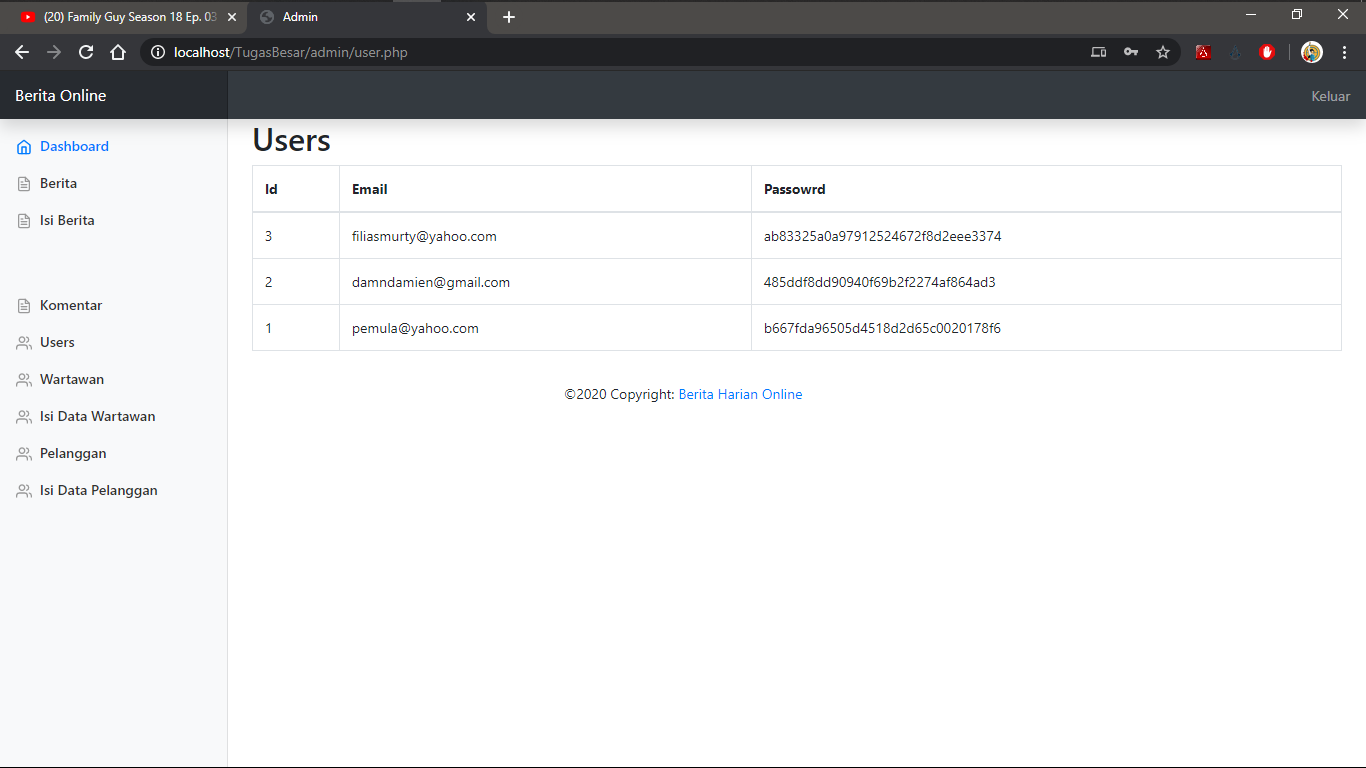 (20) Family Guy Season 18 Ep. 03
Admin
localhost/TugasBesar/admin/user.php
Berita Online
Keluar
Dashboard
Berita
Isi Berita
Komentar
Users
Wartawan
Isi Data Wartawan
Pelanggan
Isi Data Pelanggan
Users
Id Email Passowrd
3 filiasmurty@yahoo.com ab83325a0a97912524672f8d2eee3374
2 damndamien@gmail.com 485ddf8dd90940f69b2f2274af864ad3
1 pemula@yahoo.com b667fda96505d4518d2d65c0020178f6
©2020 Copyright: Berita Harian Online